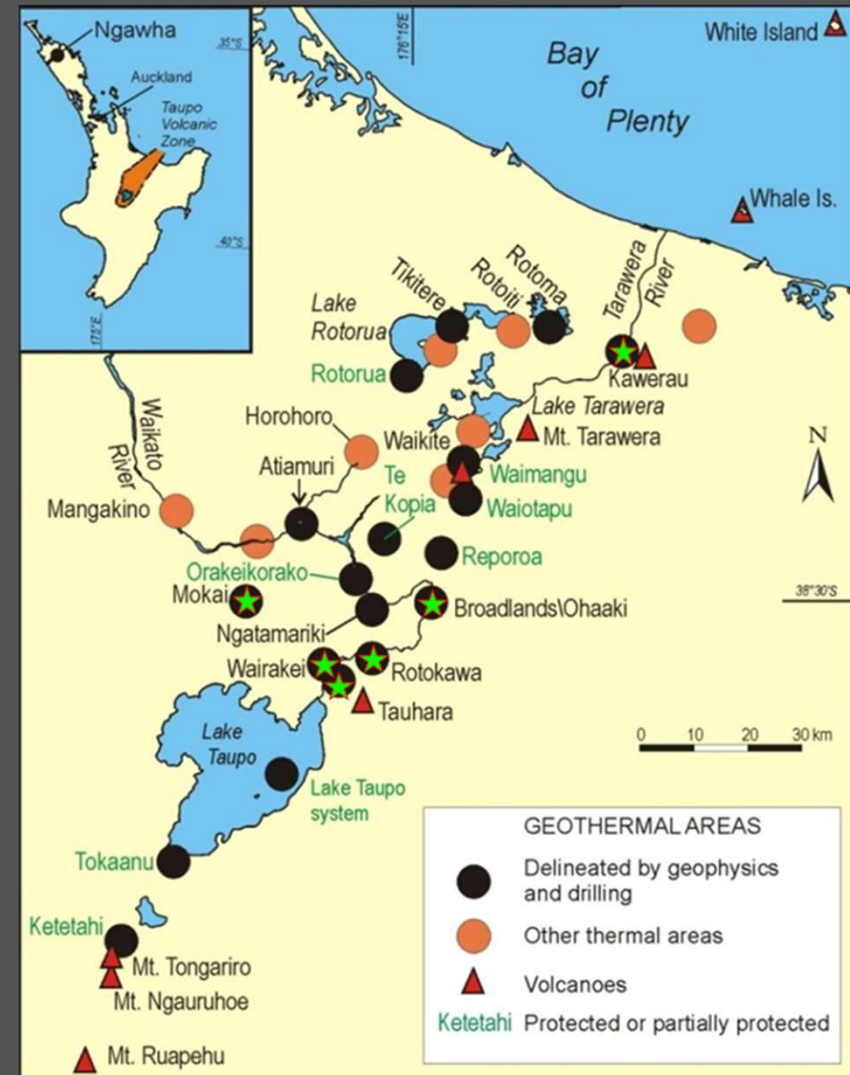 Ngawha
35°S
Auckland
Taupo
Volcanic
Zone
40°S
175°E
176°15'E
Bay
of
Plenty
White Island
Whale Is.
Tarawera
River
Rotoma
Rotoiti
Tikitere
Lake
Rotorua
Rotorua
Kawerau
Lake Tarawera
Mt. Tarawera
Horohoro
Waikite
Waikato
River
Atiamuri
Te
Kopia
Waimangu
Waiotapu
N
Mangakino
Reporoa
Orakeikorako
Mokai
38°30'S
Broadlands\Ohaaki
Ngatamariki
Wairakei
Rotokawa
Tauhara
Lake
Taupo
0 10 20 30 km
Lake Taupo
system
Tokaanu
Ketetahi
Mt. Tongariro
Mt. Ngauruhoe
Mt. Ruapehu
GEOTHERMAL AREAS
Delineated by geophysics
and drilling
Other thermal areas
Volcanoes
Ketetahi Protected or partially protected